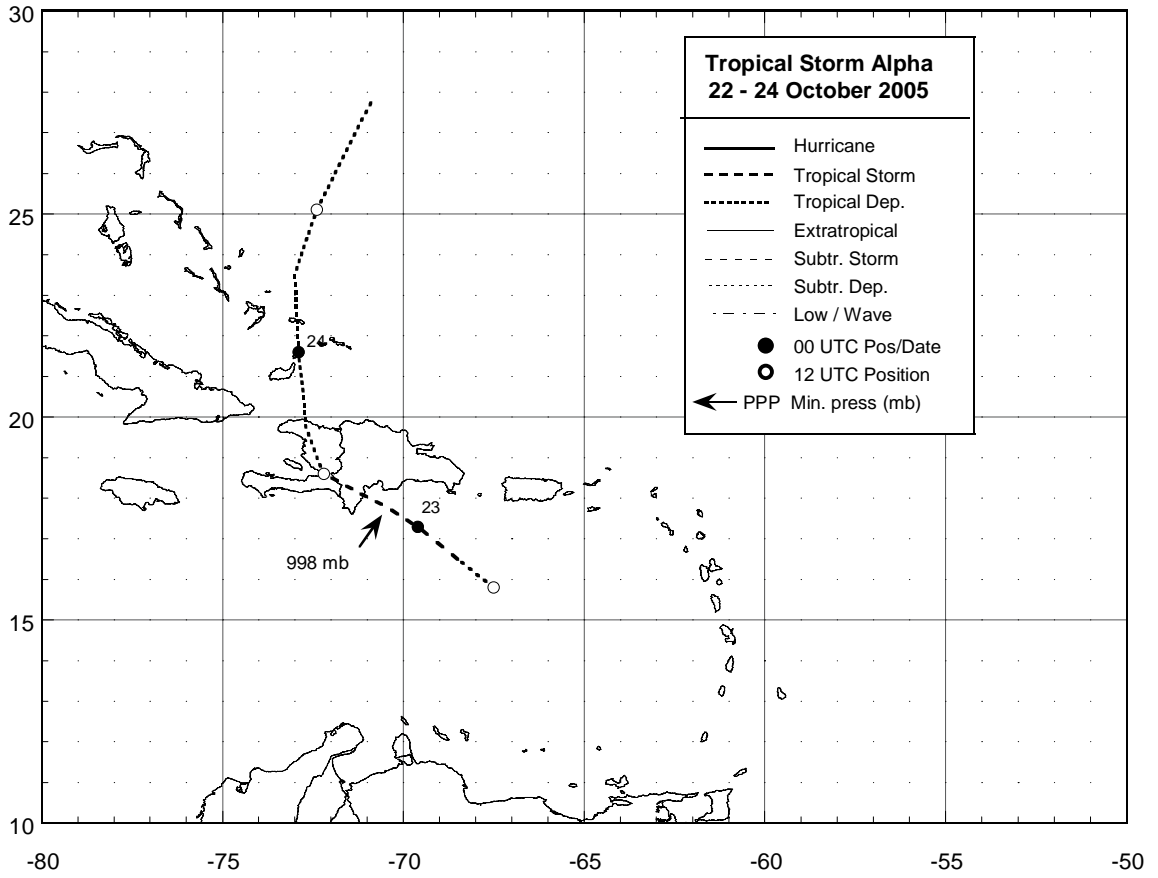 30
Tropical Storm Alpha
22 - 24 October 2005
Hurricane
Tropical Storm
Tropical Dep.
Extratropical
Subtr. Storm
Subtr. Dep.
Low / Wave
00 UTC Pos/Date
12 UTC Position
PPP Min. press (mb)
25
24
20
23
998 mb
15
10
-80 -75 -70 -65 -60 -55 -50